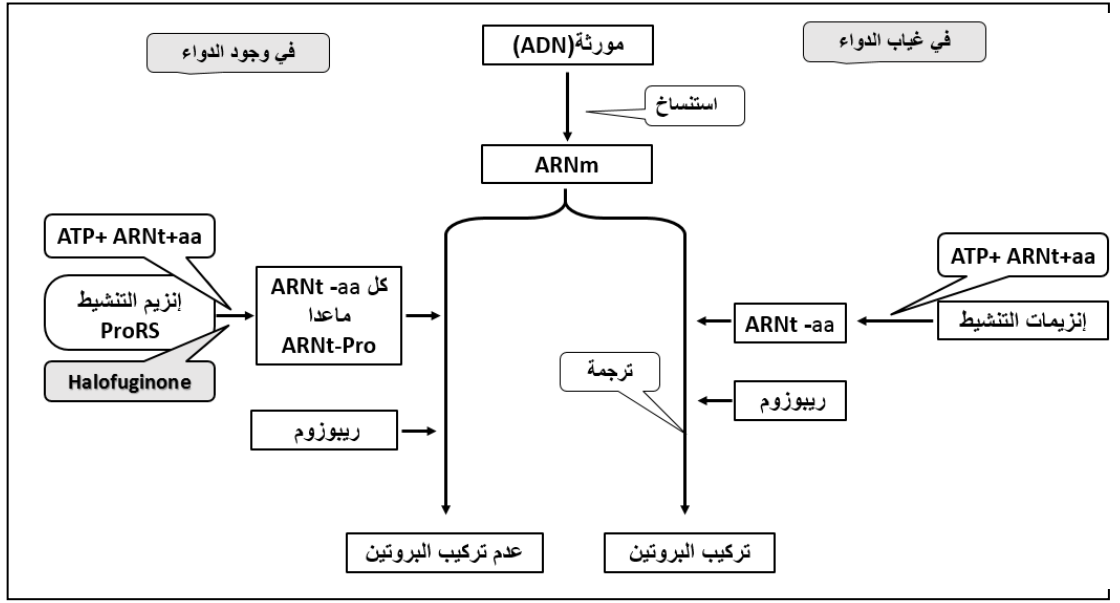 في غياب الدواء
مورثة(ADN)
في وجود الدواء
استنساخ
ARNm
ATP+ ARNt+aa
إنزيمات التنشيط
ARNt -aa
ريبوزوم
ترجمة
تركيب البروتين
ATP+ ARNt+aa
إنزيم التنشيط
ProRS
Halofuginone
كل ARNt -aa
ماعدا
ARNt-Pro
ريبوزوم
عدم تركيب البروتين